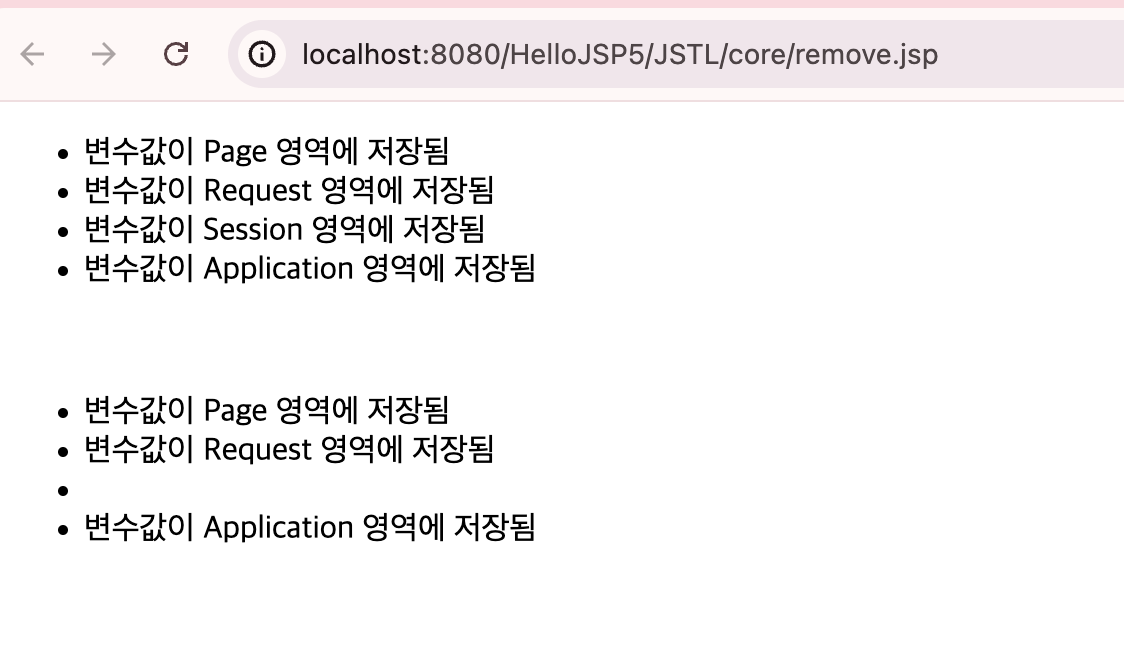 localhost:8080/HelloJSP5/JSTL/core/remove.jsp
변수값이 Page 영역에 저장됨
변수값이 Request 영역에 저장됨
변수값이 Session 영역에 저장됨
변수값이 Application 영역에 저장됨
변수값이 Page 영역에 저장됨
변수값이 Request 영역에 저장됨
변수값이 Application 영역에 저장됨